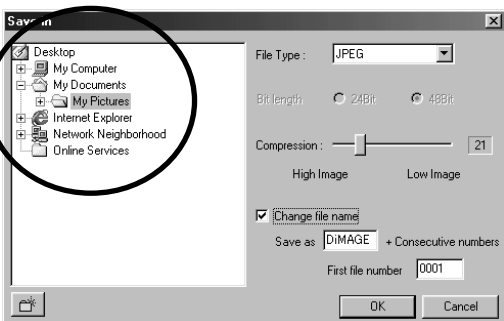 Save in
Desktop
My Computer
My Documents
My Pictures
Internet Explorer
Network Neighborhood
Online Services
File Type :
JPEG
Bit length
24Bit
48Bit
Compression :
21
High Image
Low Image
Change file name
Save as DiMAGE + Consecutive numbers
First file number 0001
OK
Cancel